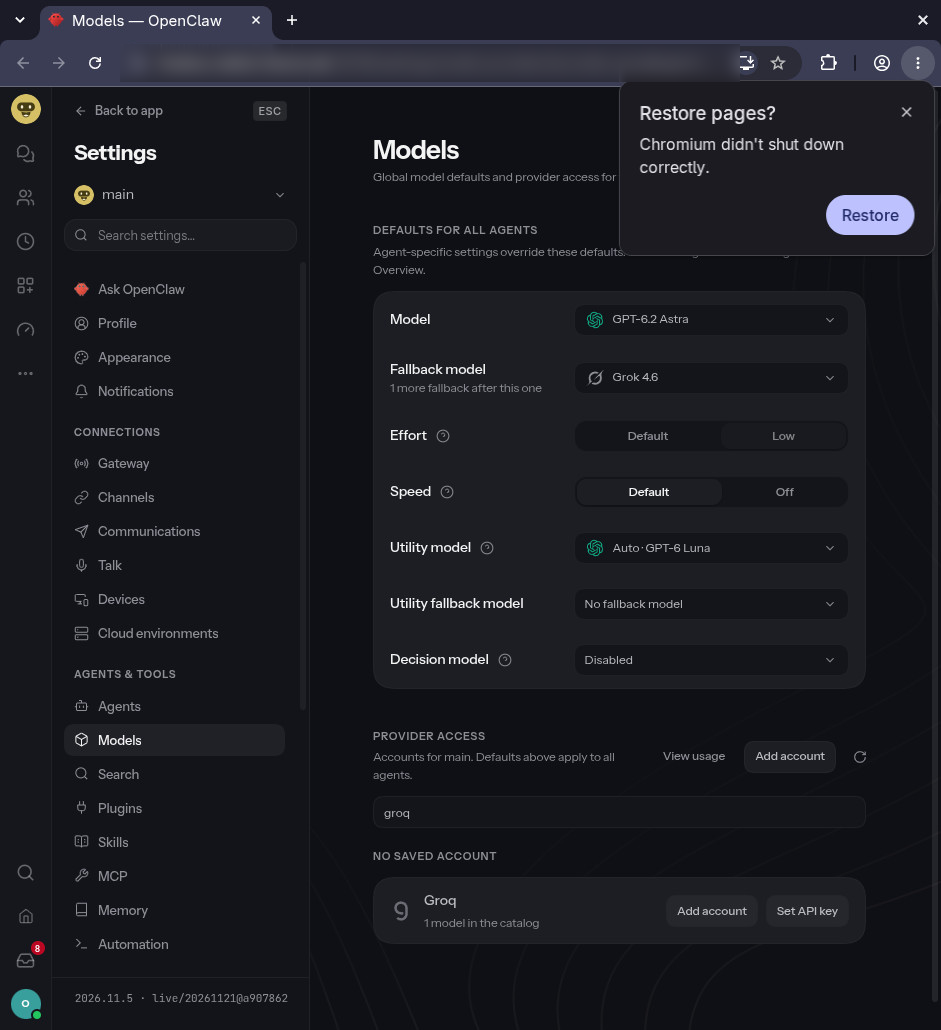 Models — OpenClaw
Restore pages?
Chromium didn't shut down
correctly.
Restore
Back to app
ESC
Settings
main
Search settings...
Ask OpenClaw
Profile
Appearance
Notifications
CONNECTIONS
Gateway
Channels
Communications
Talk
Devices
Cloud environments
AGENTS & TOOLS
Agents
Models
Search
Plugins
Skills
MCP
Memory
Automation
8
O
2026.11.5 · live/20261121@a907862
Models
Global model defaults and provider access for
DEFAULTS FOR ALL AGENTS
Agent-specific settings override these defaults.
Overview.
Model
GPT-6.2 Astra
Fallback model
1 more fallback after this one
Grok 4.6
Effort
Default
Low
Speed
Default
Off
Utility model
Auto · GPT-6 Luna
Utility fallback model
No fallback model
Decision model
Disabled
PROVIDER ACCESS
Accounts for main. Defaults above apply to all
agents.
View usage
Add account
groq
NO SAVED ACCOUNT
Groq
1 model in the catalog
Add account
Set API key